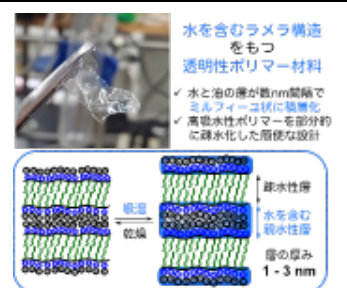 水を含むラメラ構造
をもつ
透明性ポリマー材料
✓ 水と油の層が数nm間隔で
ミルフィーユ状に積層化
✓ 高吸水性ポリマーを部分的
に疎水化した簡便な設計
吸湿
乾燥
疎水性層
水を含む
親水性層
層の厚み
1 - 3 nm